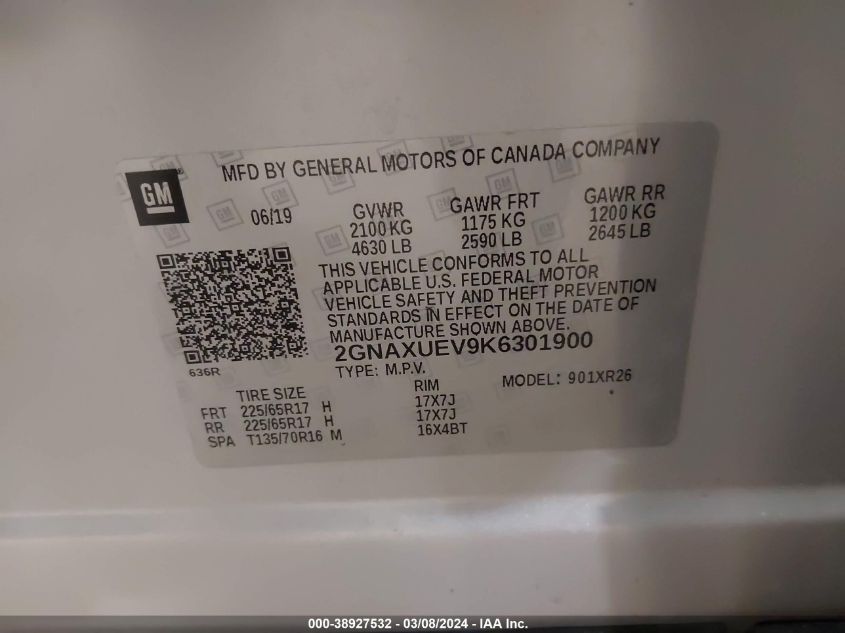 MFD BY GENERAL MOTORS OF CANADA COMPANY
GM
06/19
GVWR GAWR FRT GAWR RR
2100 KG 1175 KG 1200 KG
4630 LB 2590 LB 2645 LB
THIS VEHICLE CONFORMS TO ALL
APPLICABLE U.S. FEDERAL MOTOR
VEHICLE SAFETY AND THEFT PREVENTION
STANDARDS IN EFFECT ON THE DATE OF
MANUFACTURE SHOWN ABOVE.
2GNAXUEV9K6301900
636R
TYPE: M.P.V. MODEL: 901XR26
TIRE SIZE RIM
FRT 225/65R17 H 17X7J
RR 225/65R17 H 17X7J
SPA T135/70R16 M 16X4BT
000-38927532 — 03/08/2024 — IAA Inc.